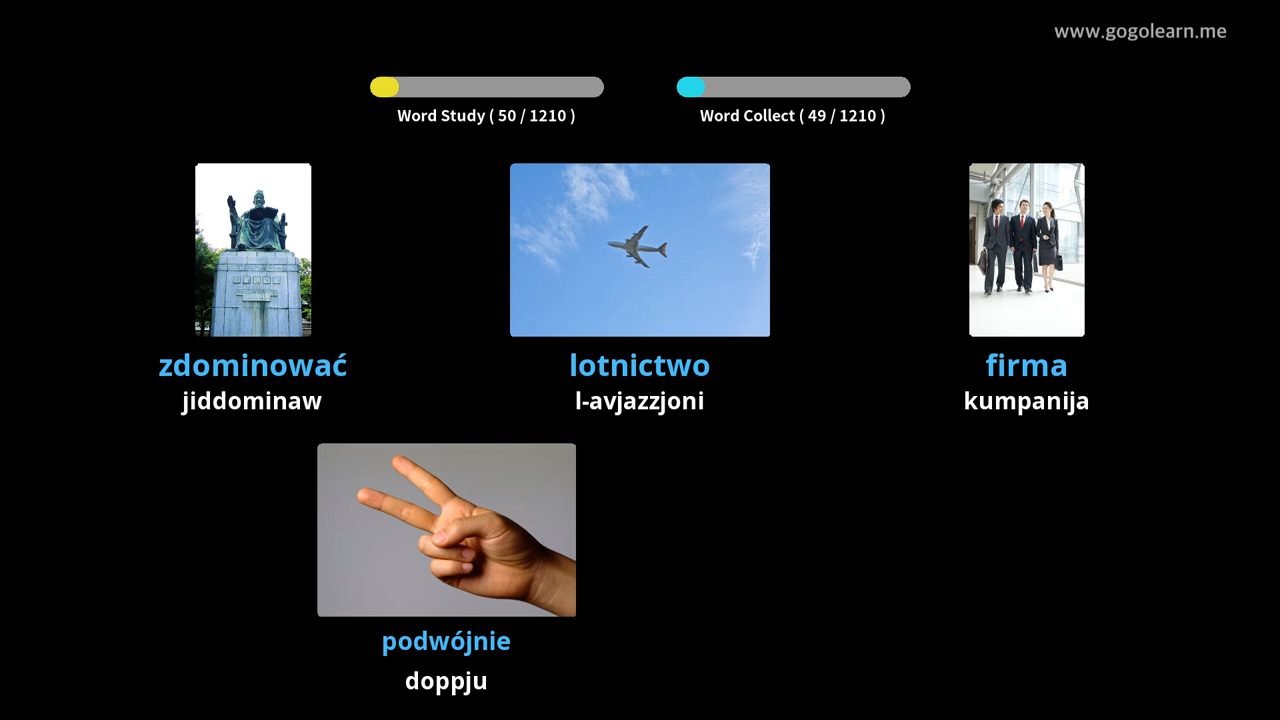 www.gogolearn.me
Word Study ( 50 / 1210 )
Word Collect ( 49 / 1210 )
zdominować
jiddominaw
lotnictwo
l-avjazzjoni
firma
kumpanija
podwójnie
doppju